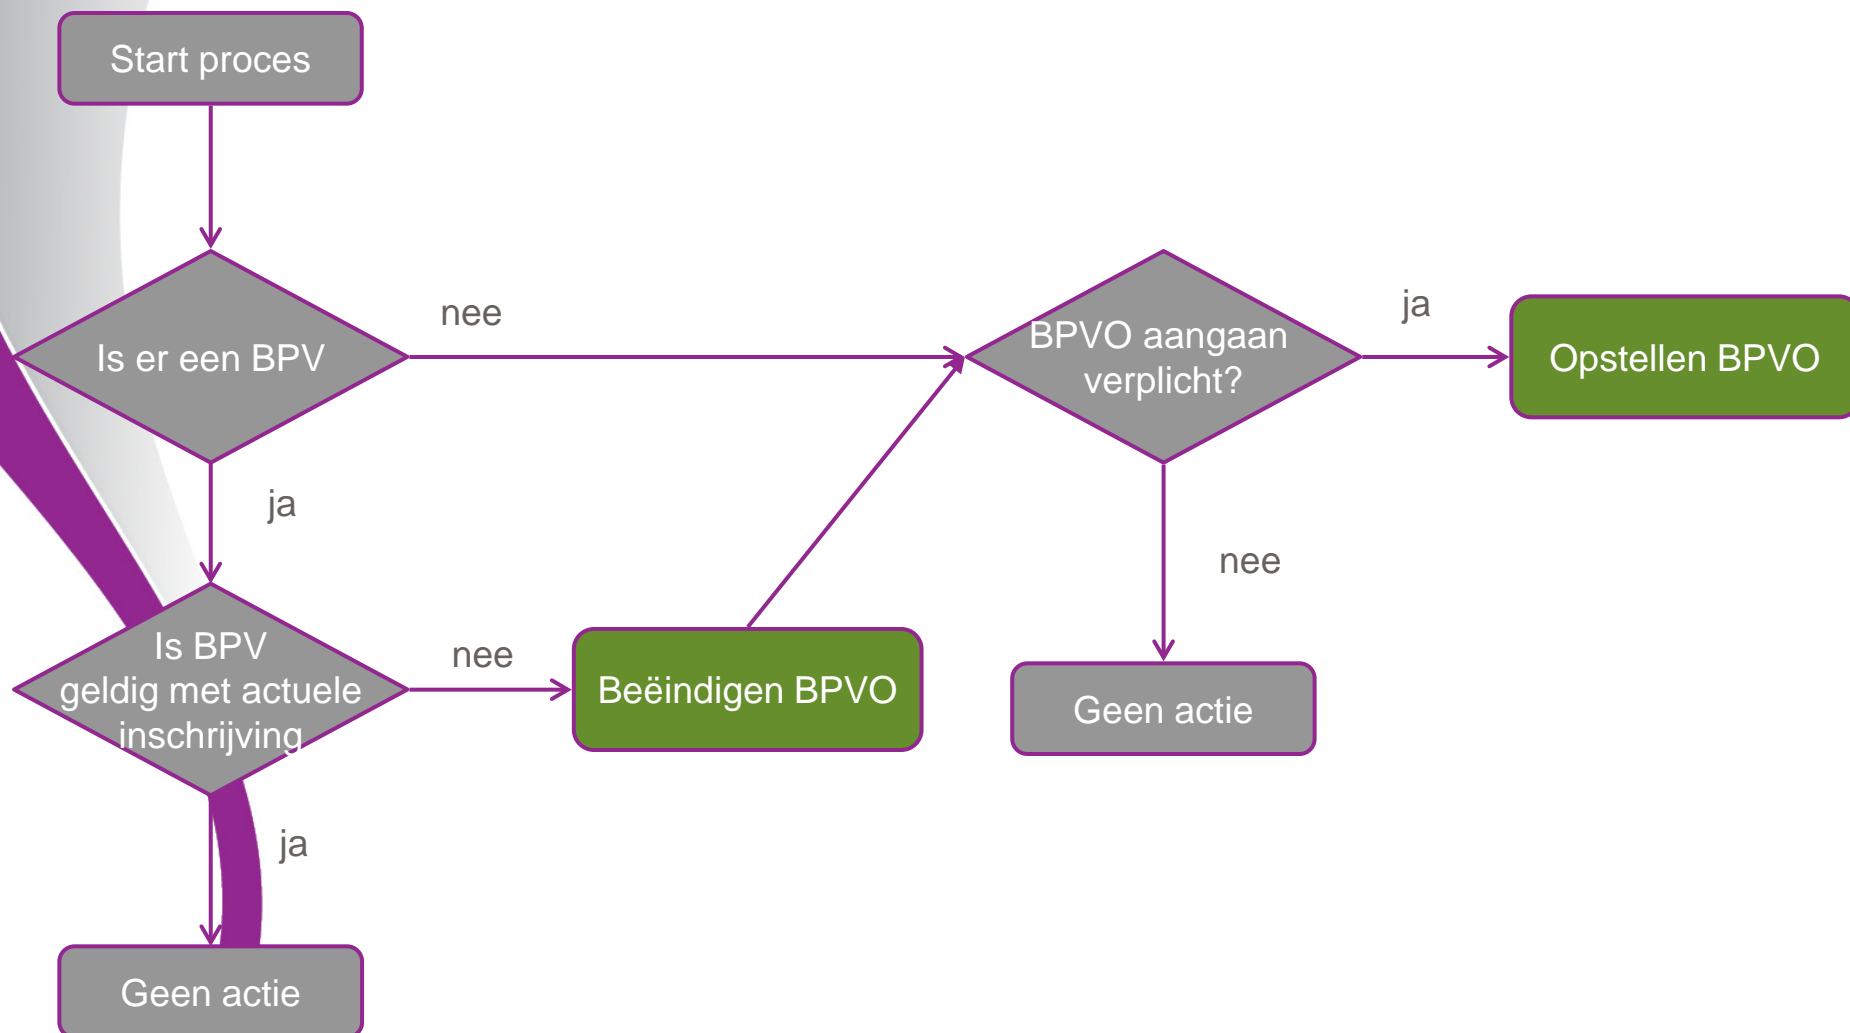 Start proces
Is er een BPV
nee
BPVO aangaan
verplicht?
ja
Opstellen BPVO
ja
nee
Is BPV
geldig met actuele
inschrijving
nee
Beëindigen BPVO
Geen actie
ja
Geen actie